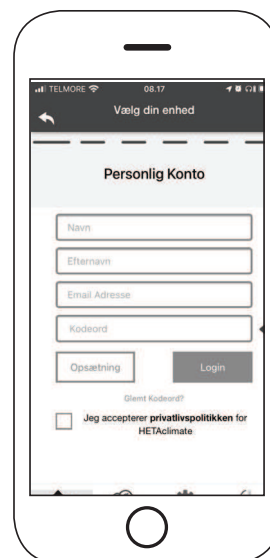 TELMORE 08.17
Vælg din enhed
Personlig Konto
Navn
Efternavn
Email Adresse
Kodeord
Opsætning Login
Glemt Kodeord?
Jeg accepterer privatlivspolitikken for
HETAclimate